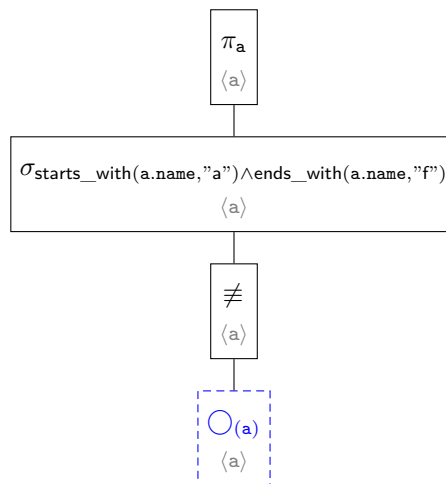 π_a
⟨a⟩
σ_starts_with(a.name,"a")∧ends_with(a.name,"f")
⟨a⟩
≢
⟨a⟩
○_(a)
⟨a⟩